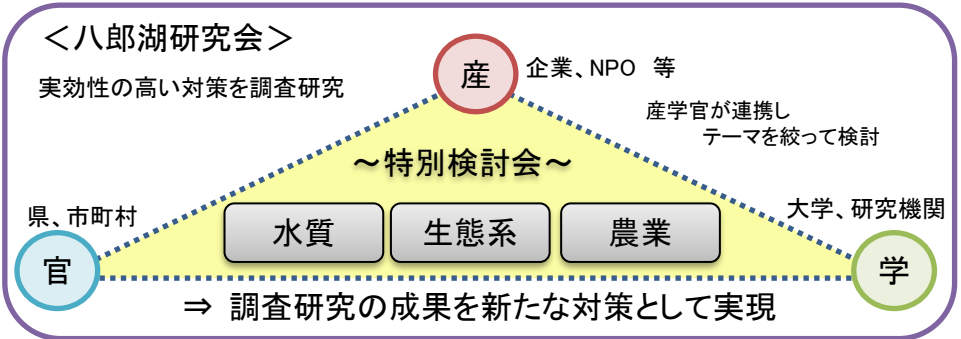 ＜八郎湖研究会＞
実効性の高い対策を調査研究
産
企業、NPO 等
産学官が連携し
テーマを絞って検討
～特別検討会～
県、市町村
大学、研究機関
水質
生態系
農業
官
学
⇒ 調査研究の成果を新たな対策として実現